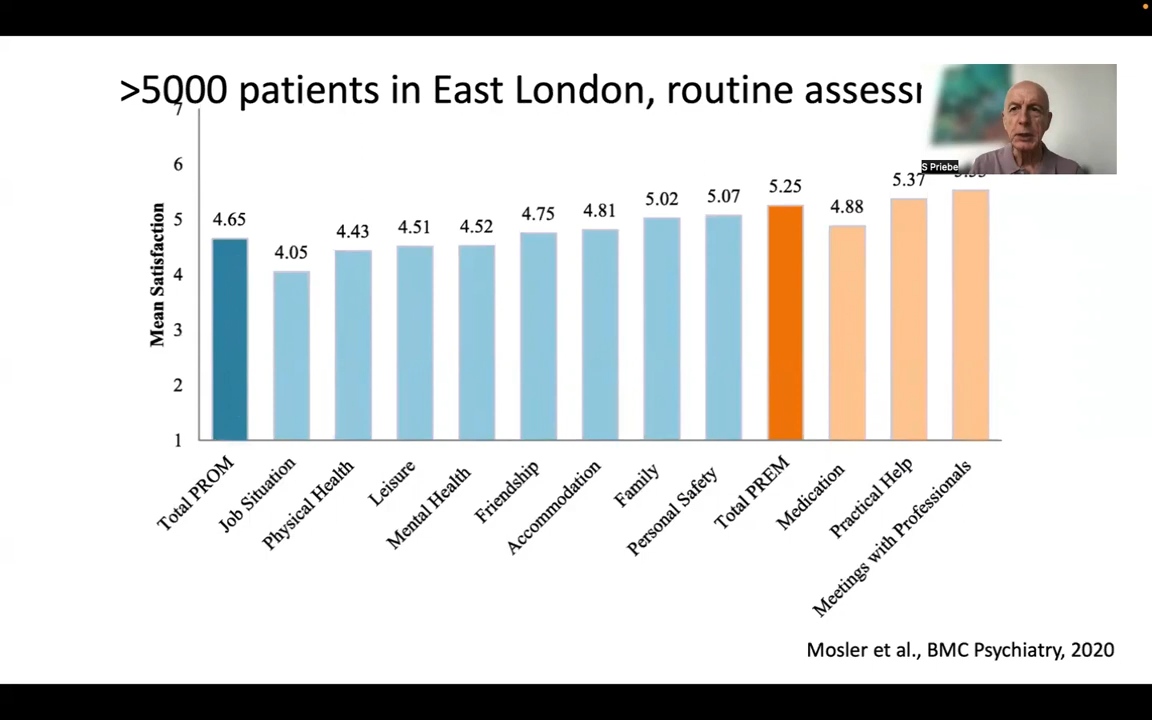 >5000 patients in East London, routine
S Priebe
7
6
5
4
3
2
1
Mean Satisfaction
4.65
4.05
4.43
4.51
4.52
4.75
4.81
5.02
5.07
5.25
4.88
5.37
Total PROM
Job Situation
Physical Health
Leisure
Mental Health
Friendship
Accommodation
Family
Personal Safety
Total PREM
Medication
Practical Help
Meetings with Professionals
Mosler et al., BMC Psychiatry, 2020